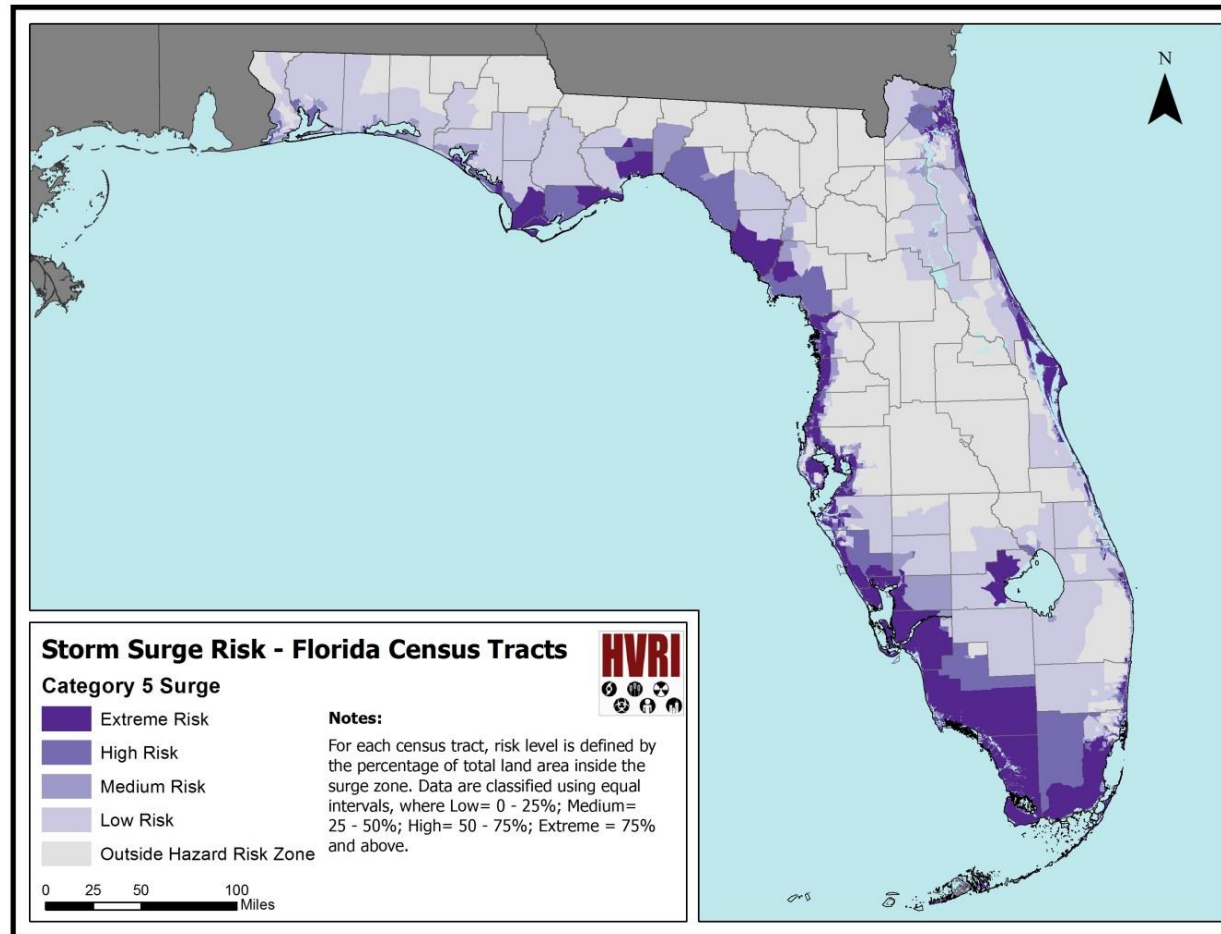 N
Storm Surge Risk - Florida Census Tracts
Category 5 Surge
HVRI
Extreme Risk
High Risk
Medium Risk
Low Risk
Outside Hazard Risk Zone
Notes:
For each census tract, risk level is defined by
the percentage of total land area inside the
surge zone. Data are classified using equal
intervals, where Low= 0 - 25%; Medium=
25 - 50%; High= 50 - 75%; Extreme = 75%
and above.
0 25 50 100
Miles